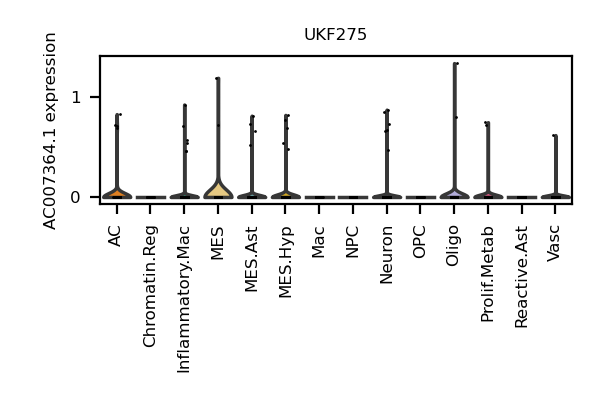 UKF275
AC007364.1 expression
1
0
AC
Chromatin.Reg
Inflammatory.Mac
MES
MES.Ast
MES.Hyp
Mac
NPC
Neuron
OPC
Oligo
Prolif.Metab
Reactive.Ast
Vasc